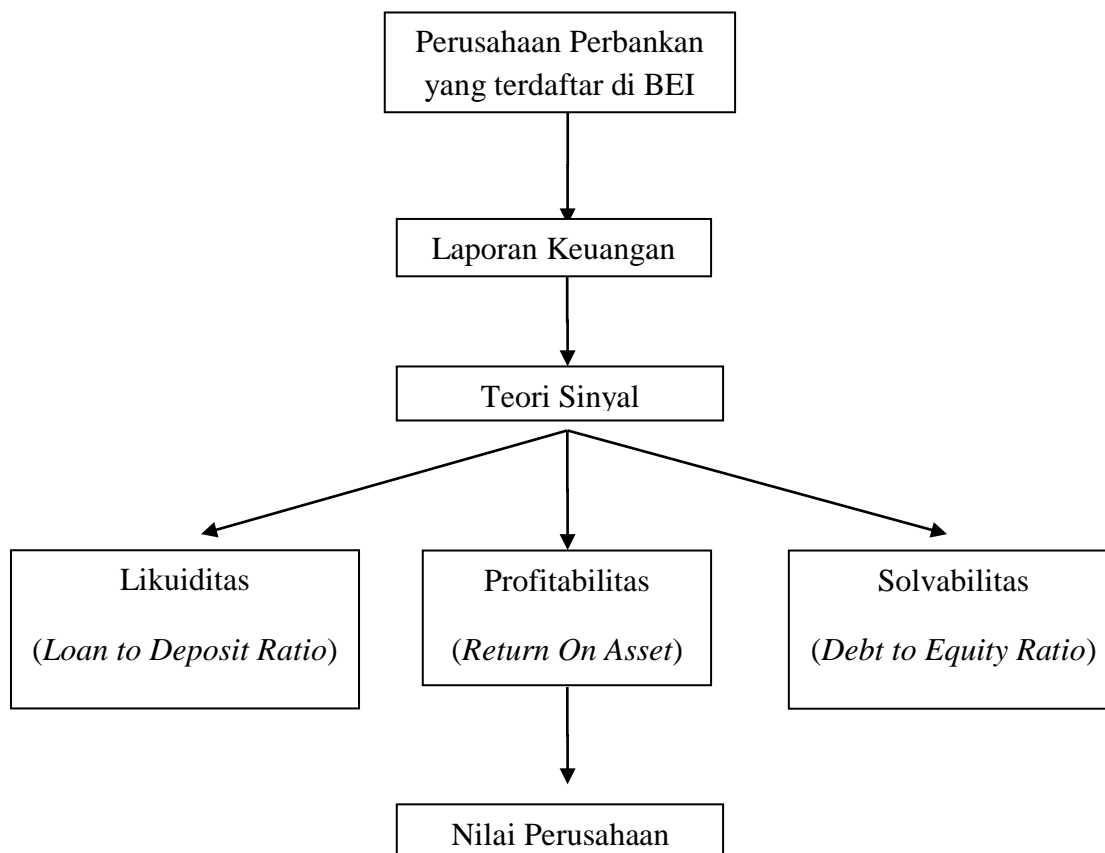 Perusahaan Perbankan
yang terdaftar di BEI
Laporan Keuangan
Teori Sinyal
Likuiditas
(Loan to Deposit Ratio)
Profitabilitas
(Return On Asset)
Solvabilitas
(Debt to Equity Ratio)
Nilai Perusahaan